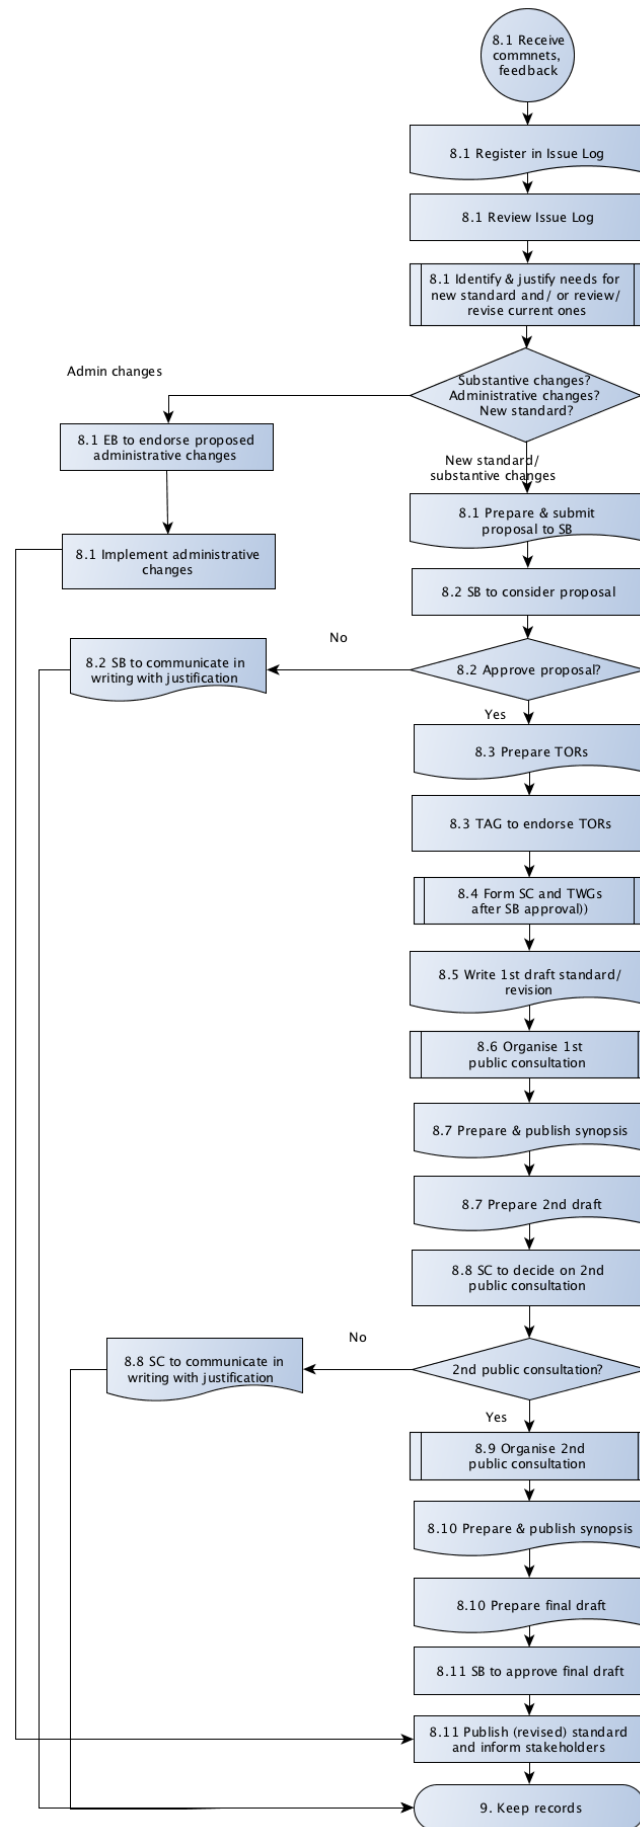 8.1 Receive
commnets,
feedback
8.1 Register in Issue Log
8.1 Review Issue Log
8.1 Identify & justify needs for
new standard and/ or review/
revise current ones
Substantive changes?
Administrative changes?
New standard?
Admin changes
8.1 EB to endorse proposed
administrative changes
New standard/
substantive changes
8.1 Prepare & submit
proposal to SB
8.1 Implement administrative
changes
8.2 SB to consider proposal
8.2 Approve proposal?
No
8.2 SB to communicate in
writing with justification
Yes
8.3 Prepare TORs
8.3 TAG to endorse TORs
8.4 Form SC and TWGs
after SB approval))
8.5 Write 1st draft standard/
revision
8.6 Organise 1st
public consultation
8.7 Prepare & publish synopsis
8.7 Prepare 2nd draft
8.8 SC to decide on 2nd
public consultation
2nd public consultation?
No
8.8 SC to communicate in
writing with justification
Yes
8.9 Organise 2nd
public consultation
8.10 Prepare & publish synopsis
8.10 Prepare final draft
8.11 SB to approve final draft
8.11 Publish (revised) standard
and inform stakeholders
9. Keep records